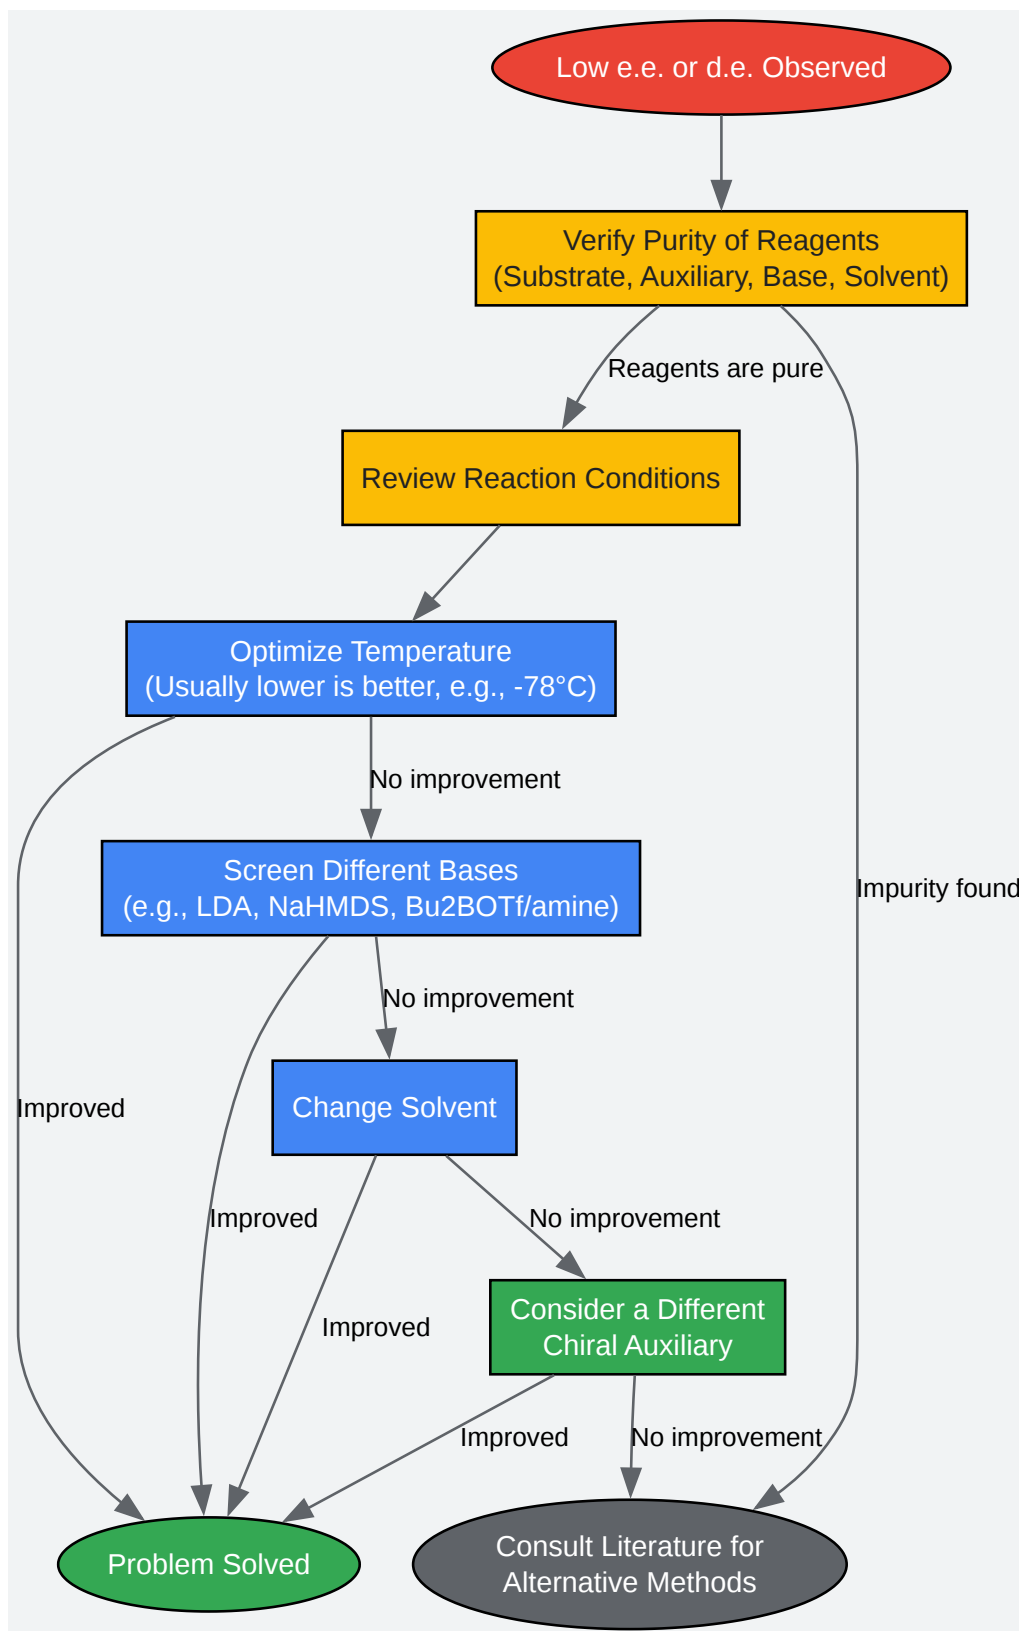 Low e.e. or d.e. Observed
Verify Purity of Reagents
(Substrate, Auxiliary, Base, Solvent)
Reagents are pure
Review Reaction Conditions
Optimize Temperature
(Usually lower is better, e.g., -78°C)
No improvement
Screen Different Bases
(e.g., LDA, NaHMDS, Bu2BOTf/amine)
Impurity found
No improvement
Change Solvent
Improved
Improved
No improvement
Consider a Different
Chiral Auxiliary
Improved
Improved
No improvement
Problem Solved
Consult Literature for
Alternative Methods